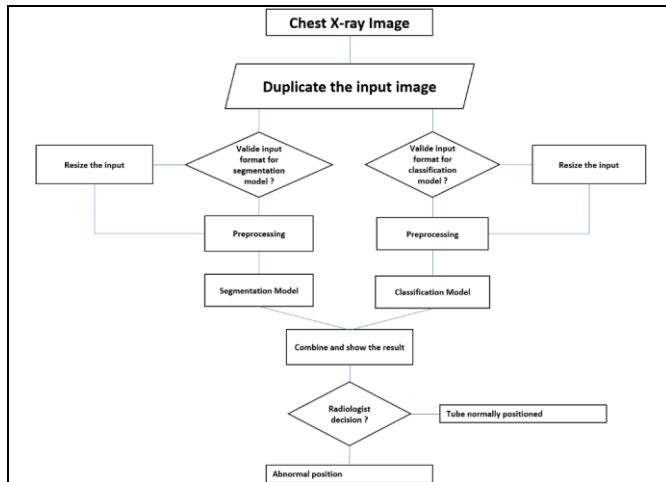 Chest X-ray Image
Duplicate the input image
Valide input
format for
segmentation
model ?
Resize the input
Valide input
format for
classification
model ?
Resize the input
Preprocessing
Preprocessing
Segmentation Model
Classification Model
Combine and show the result
Radiologist
decision ?
Tube normally positioned
Abnormal position